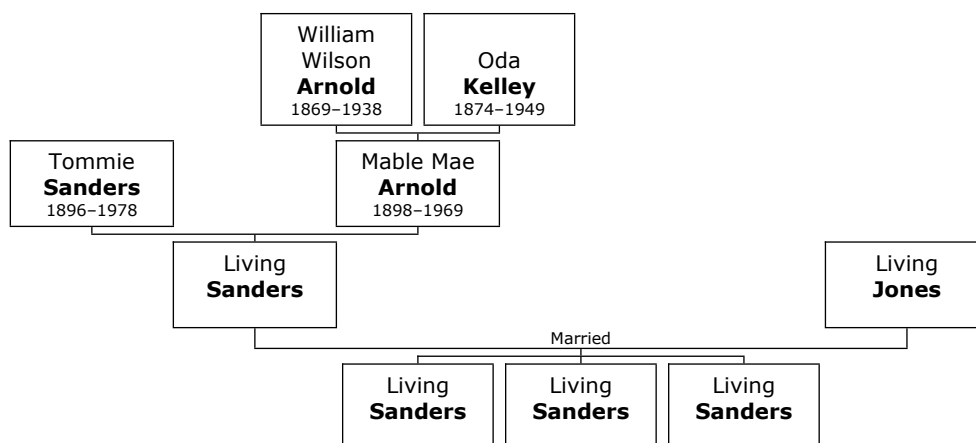 William
Wilson
Arnold
1869–1938
Oda
Kelley
1874–1949
Tommie
Sanders
1896–1978
Mable Mae
Arnold
1898–1969
Living
Sanders
Living
Jones
Married
Living
Sanders
Living
Sanders
Living
Sanders